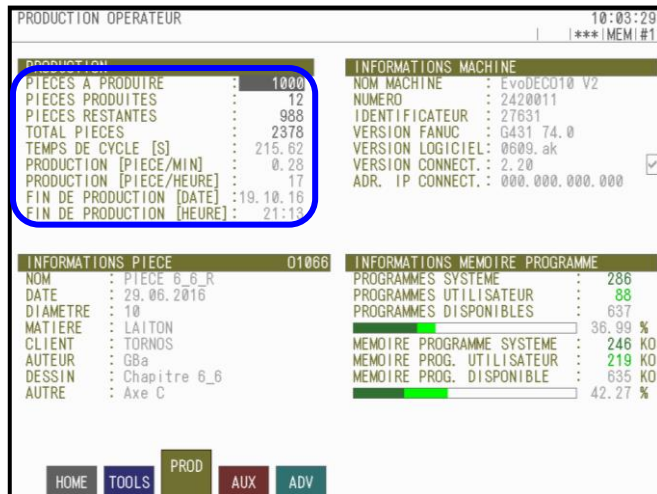 PRODUCTION OPERATEUR 10:03:29
| |***|MEM|#1
PRODUCTION
PIECES A PRODUIRE : 1000
PIECES PRODUITES : 12
PIECES RESTANTES : 988
TOTAL PIECES : 2378
TEMPS DE CYCLE [S] : 215.62
PRODUCTION [PIECE/MIN] : 0.28
PRODUCTION [PIECE/HEURE] : 17
FIN DE PRODUCTION [DATE] :19.10.16
FIN DE PRODUCTION [HEURE]: 21:13
INFORMATIONS MACHINE
NOM MACHINE : EvoDECO10 V2
NUMERO : 2420011
IDENTIFICATEUR : 27631
VERSION FANUC : G431 74.0
VERSION LOGICIEL: 0609.ak
VERSION CONNECT.: 2.20
ADR. IP CONNECT.: 000.000.000.000
INFORMATIONS PIECE O1066
NOM : PIECE 6_6_R
DATE : 29.06.2016
DIAMETRE : 10
MATIERE : LAITON
CLIENT : TORNOS
AUTEUR : GBa
DESSIN : Chapitre 6_6
AUTRE : Axe C
INFORMATIONS MEMOIRE PROGRAMME
PROGRAMMES SYSTEME : 286
PROGRAMMES UTILISATEUR : 88
PROGRAMMES DISPONIBLES : 637
36.99 %
MEMOIRE PROGRAMME SYSTEME : 246 KO
MEMOIRE PROG. UTILISATEUR : 219 KO
MEMOIRE PROG. DISPONIBLE : 635 KO
42.27 %
HOME TOOLS PROD AUX ADV